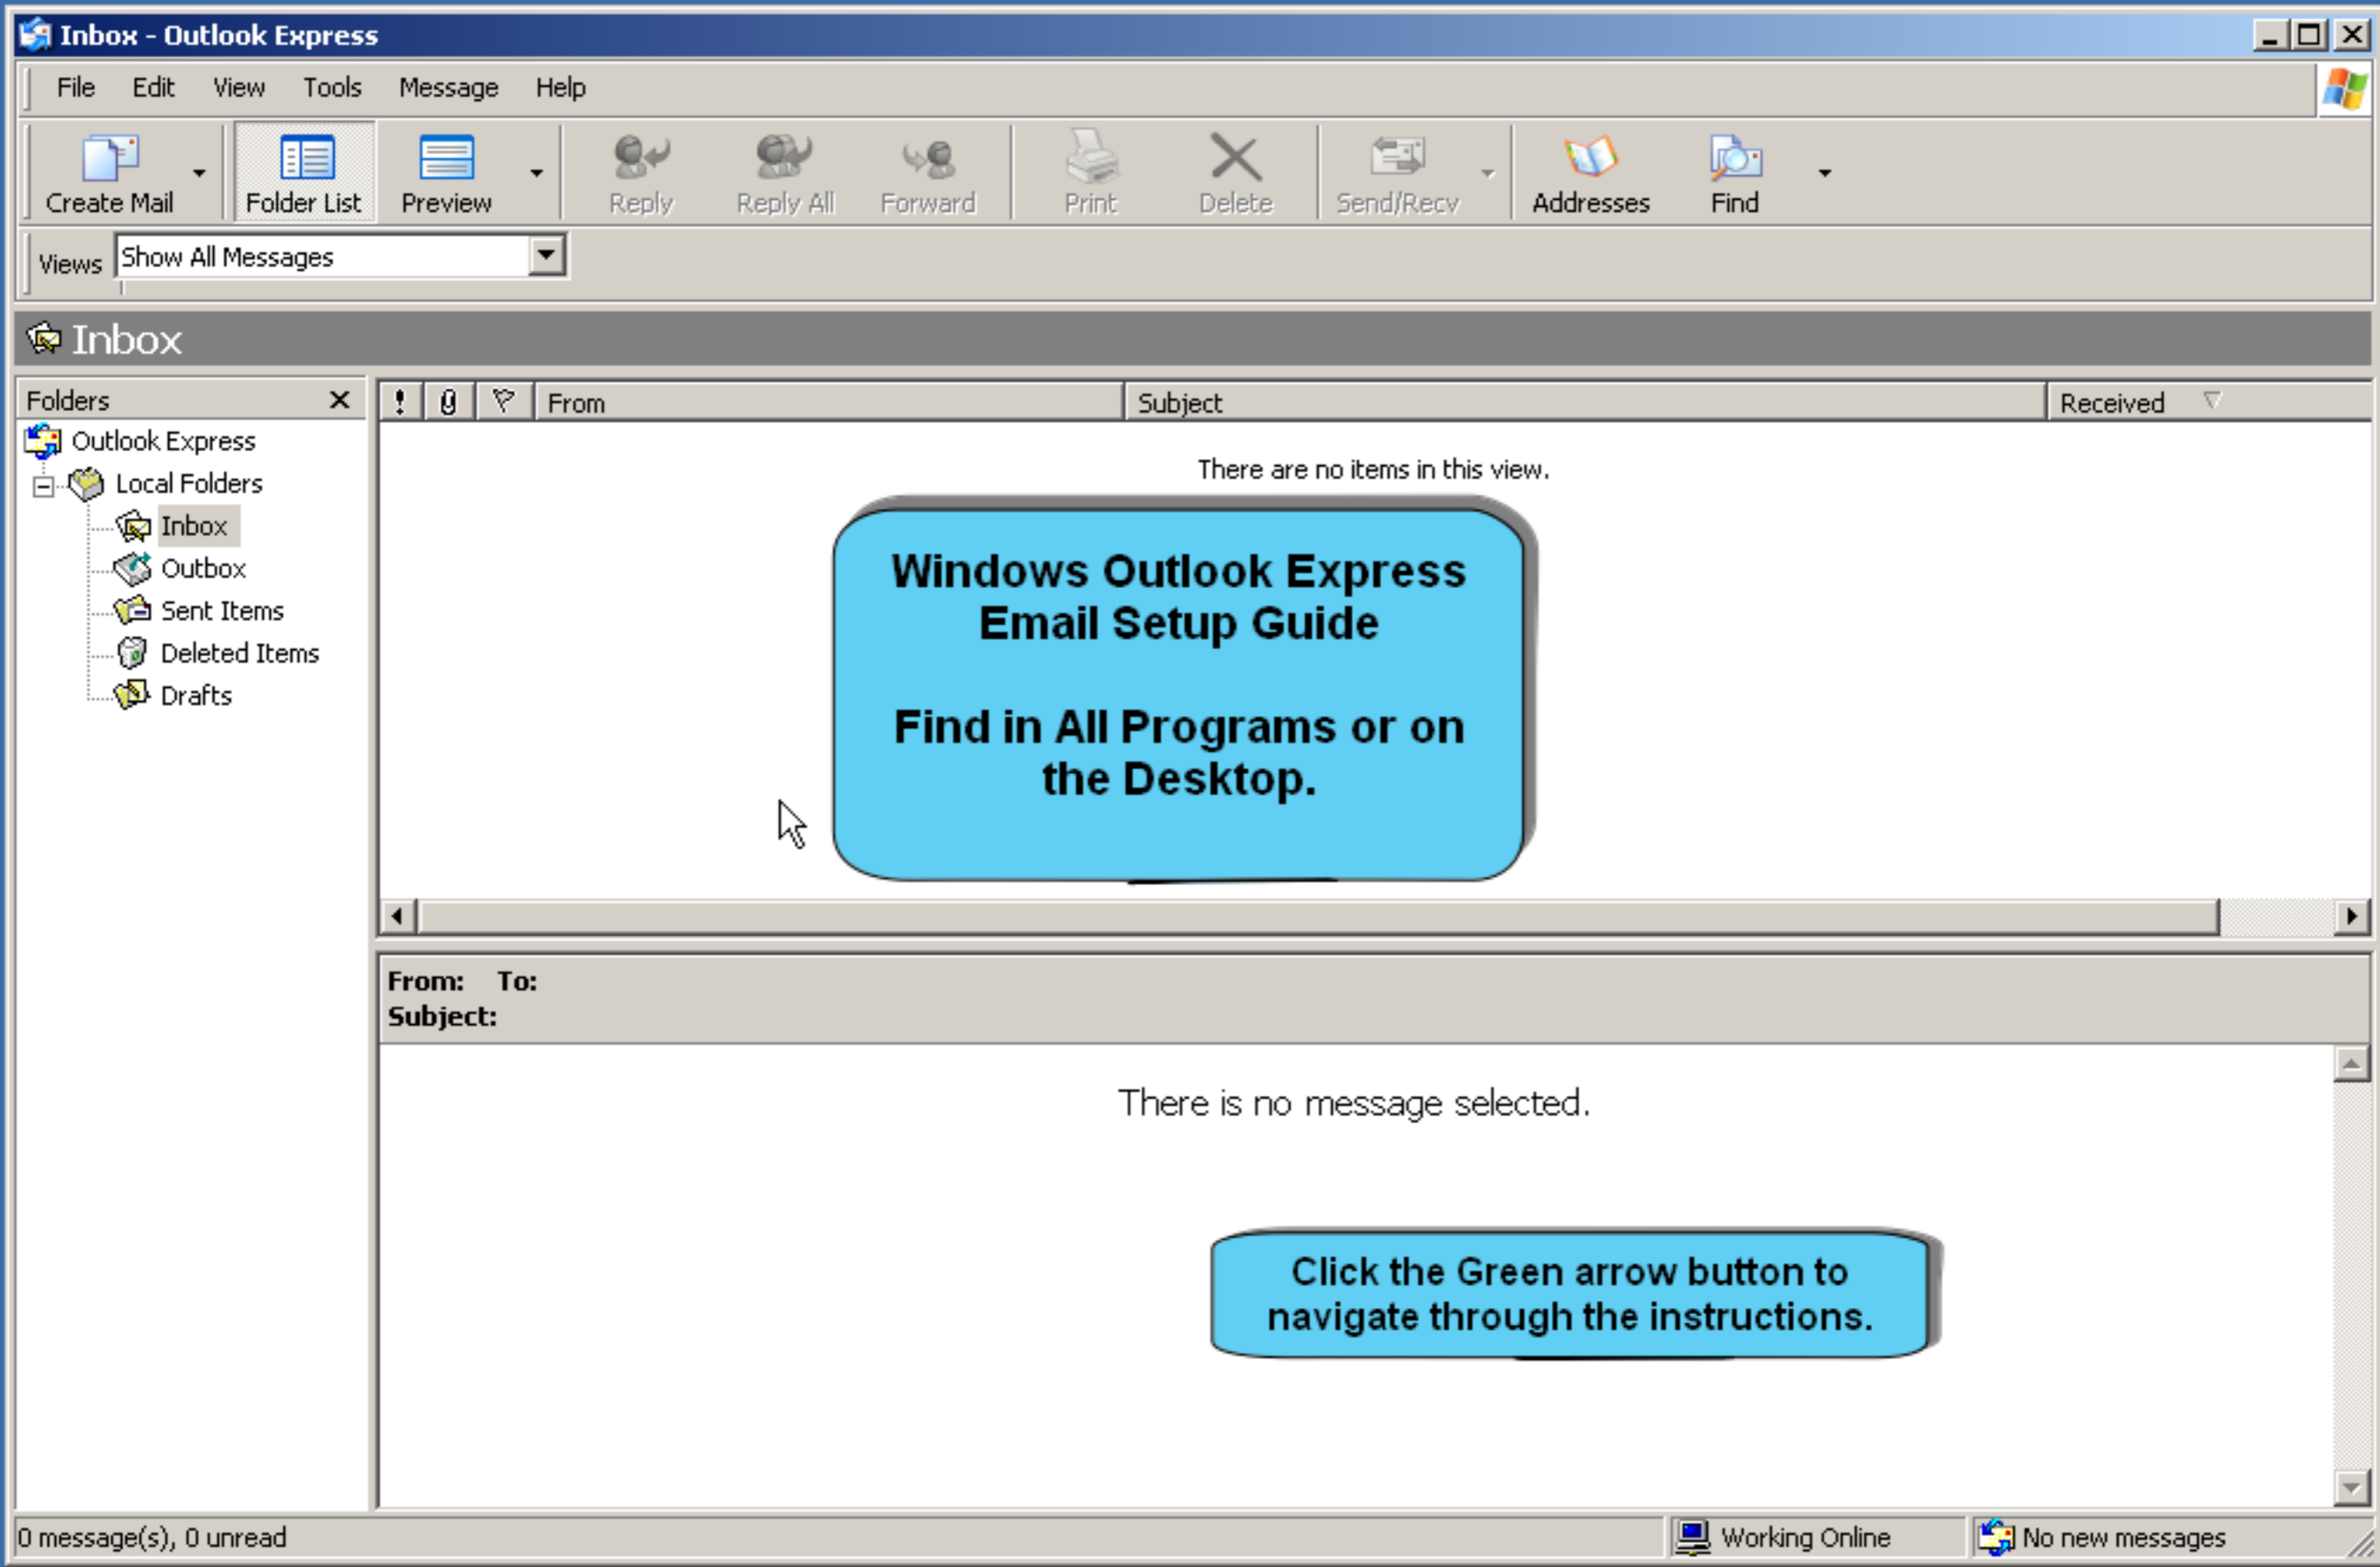 Inbox - Outlook Express
File Edit View Tools Message Help
Create Mail Folder List Preview Reply Reply All Forward Print Delete Send/Recv Addresses Find
Views Show All Messages
Inbox
Folders From Subject Received
Outlook Express
Local Folders
Inbox
Outbox
Sent Items
Deleted Items
Drafts
There are no items in this view.
Windows Outlook Express
Email Setup Guide
Find in All Programs or on
the Desktop.
From: To:
Subject:
There is no message selected.
Click the Green arrow button to
navigate through the instructions.
0 message(s), 0 unread Working Online No new messages